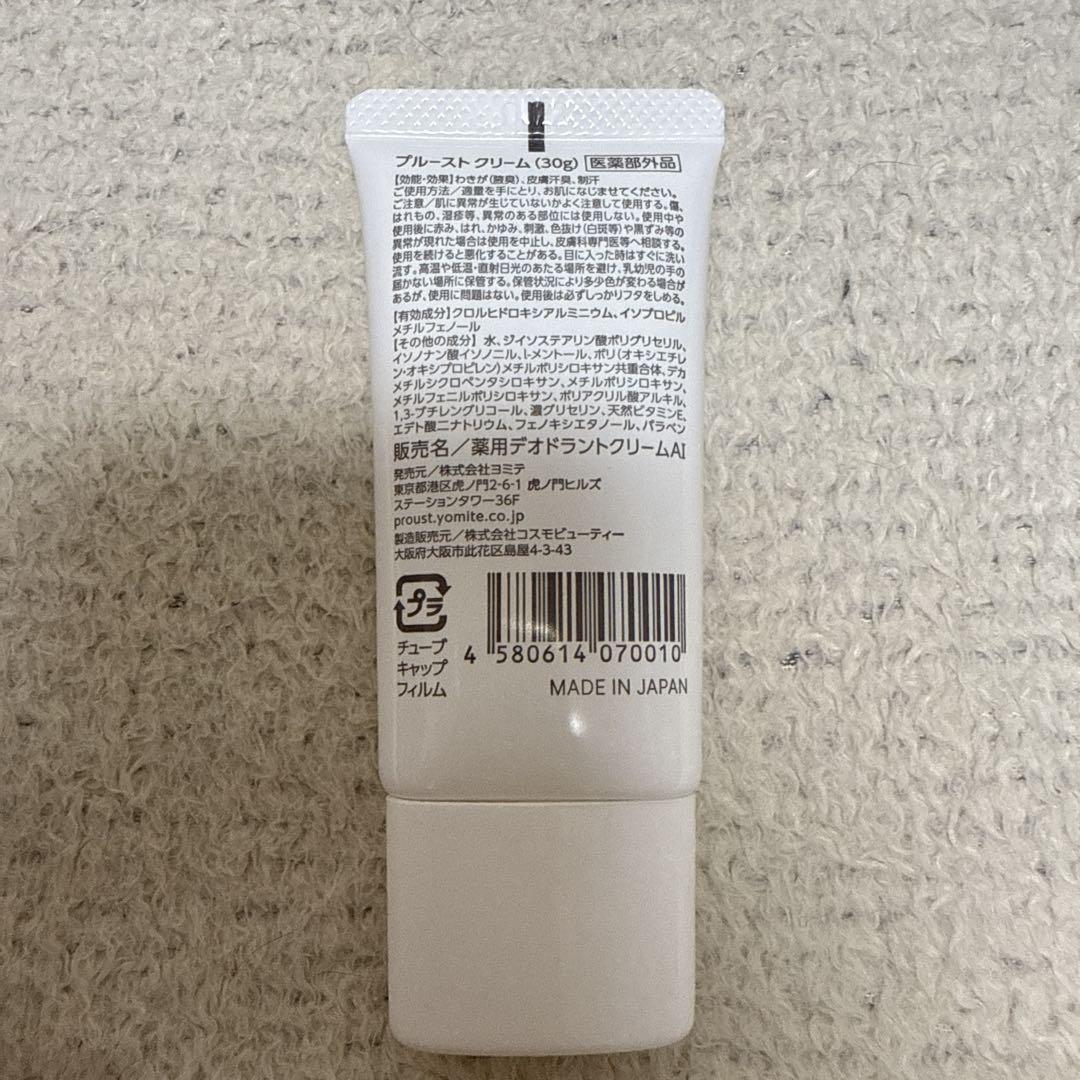 プルースト クリーム(30g) 医薬部外品
【効能・効果】わきが(腋臭)、皮膚汗臭、制汗
ご使用方法/適量を手にとり、お肌になじませてください。
ご注意/肌に異常が生じていないかよく注意して使用する。傷、
はれもの、湿疹等、異常のある部位には使用しない。使用中や
使用後に赤み、はれ、かゆみ、刺激、色抜け(白斑等)や黒ずみ等の
異常が現れた場合は使用を中止し、皮膚科専門医等へ相談する。
使用を続けると悪化することがある。目に入った時はすぐに洗い
流す。高温や低温・直射日光のあたる場所を避け、乳幼児の手の
届かない場所に保管する。保管状況により多少色が変わる場合が
あるが、使用に問題はない。使用後は必ずしっかりフタをしめる。
【有効成分】クロルヒドロキシアルミニウム、イソプロピル
メチルフェノール
【その他の成分】水、ジイソステアリン酸ポリグリセリル、
イソノナン酸イソノニル、l-メントール、ポリ(オキシエチレ
ン・オキシプロピレン)メチルポリシロキサン共重合体、デカ
メチルシクロペンタシロキサン、メチルポリシロキサン、
メチルフェニルポリシロキサン、ポリアクリル酸アルキル、
1,3-ブチレングリコール、濃グリセリン、天然ビタミンE、
エデト酸二ナトリウム、フェノキシエタノール、パラベン
販売名/薬用デオドラントクリームAI
発売元/株式会社ヨミテ
東京都港区虎ノ門2-6-1 虎ノ門ヒルズ
ステーションタワー36F
proust.yomite.co.jp
製造販売元/株式会社コスモビューティー
大阪府大阪市此花区島屋4-3-43
プラ
チューブ
キャップ
フィルム
4 580614 070010
MADE IN JAPAN